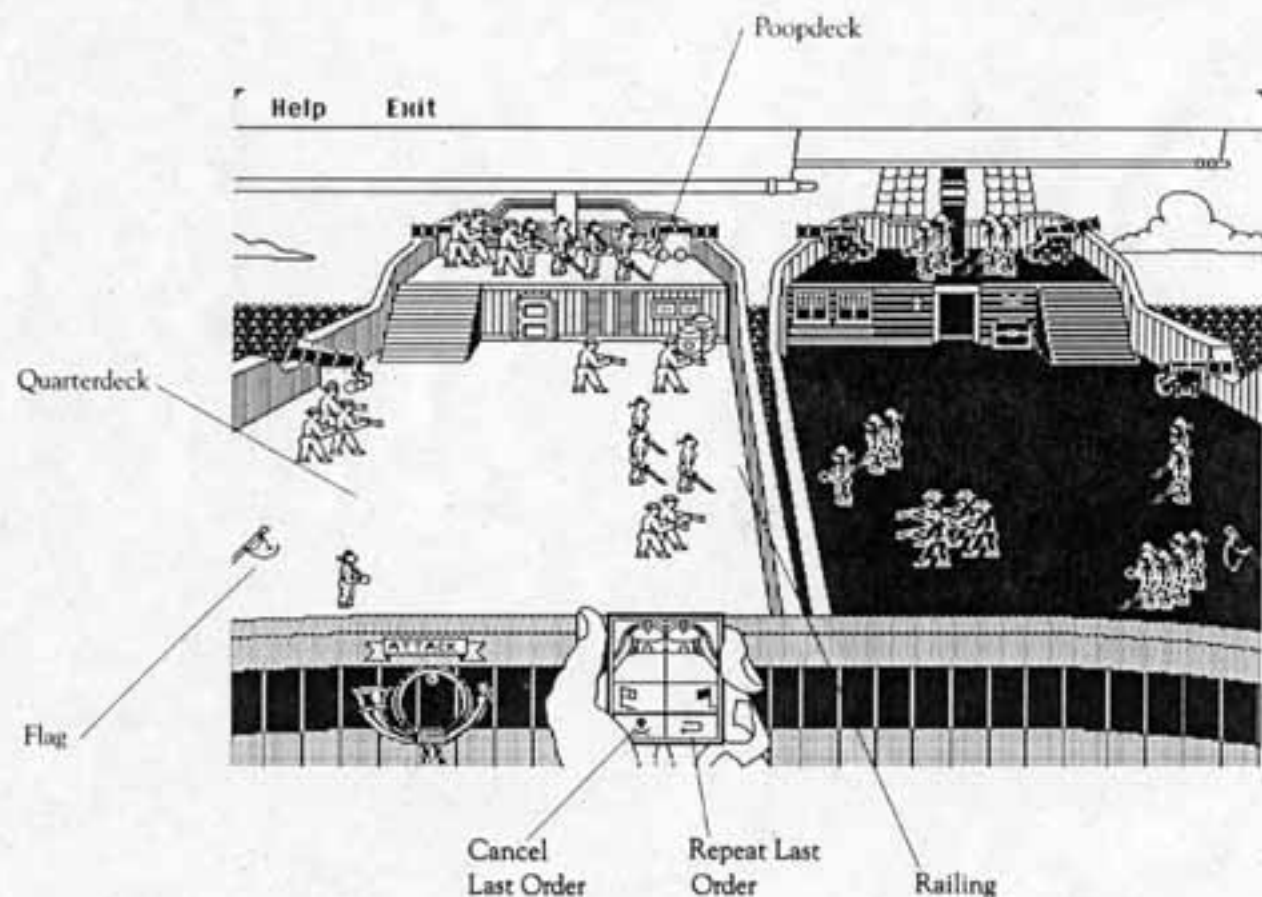 Poopdeck
Help Exit
Quarterdeck
Flag
ATTACK
Cancel
Last Order
Repeat Last
Order
Railing